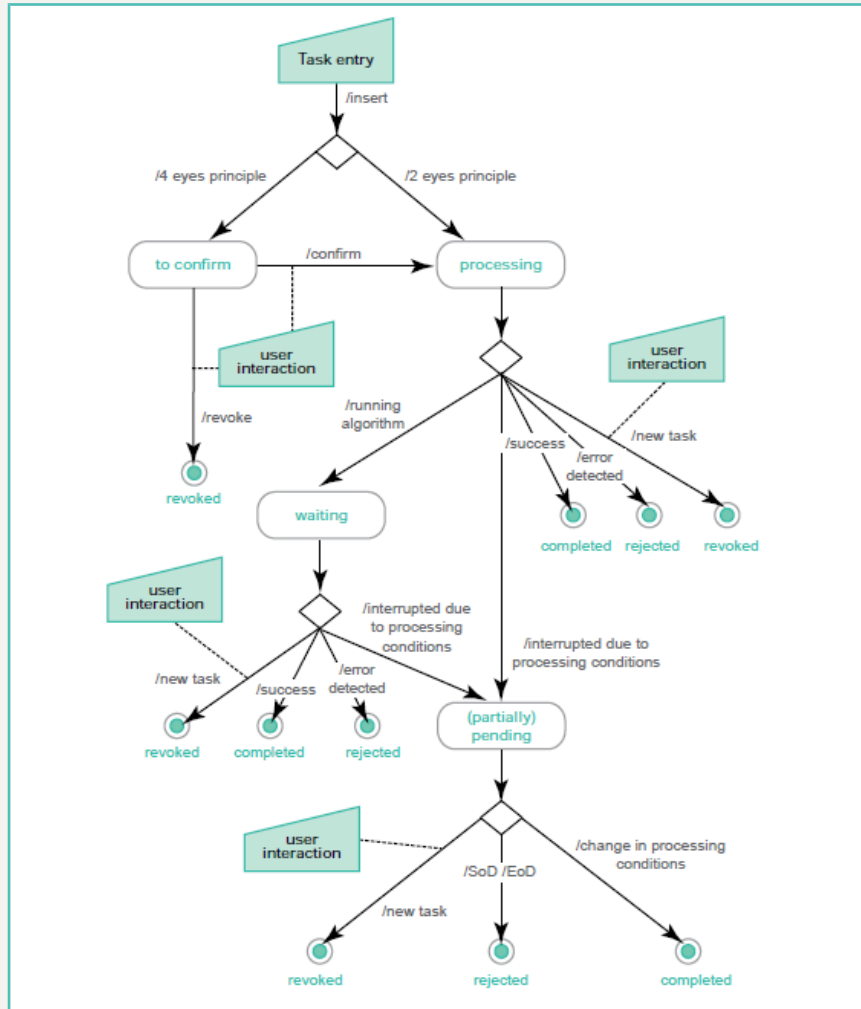 Task entry
/insert
/4 eyes principle
/2 eyes principle
to confirm
/confirm
processing
user
interaction
user
interaction
/revoke
/running
algorithm
/success
/error
detected
/new task
revoked
waiting
completed
rejected
revoked
user
interaction
/interrupted due
to processing
conditions
/new task
/success
/error
detected
/interrupted due to
processing conditions
revoked
completed
rejected
(partially)
pending
user
interaction
/new task
/SoD /EoD
/change in processing
conditions
revoked
rejected
completed